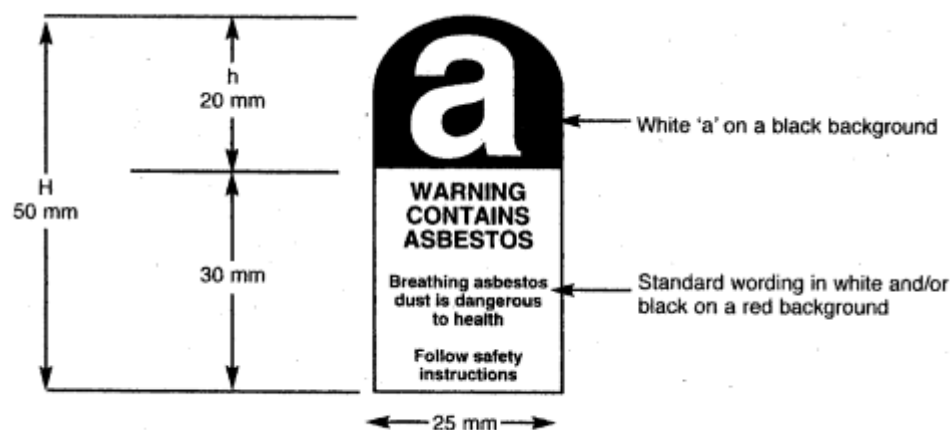 h
20 mm
H
50 mm
30 mm
a
WARNING
CONTAINS
ASBESTOS
Breathing asbestos
dust is dangerous
to health
Follow safety
instructions
25 mm
White ‘a’ on a black background
Standard wording in white and/or
black on a red background